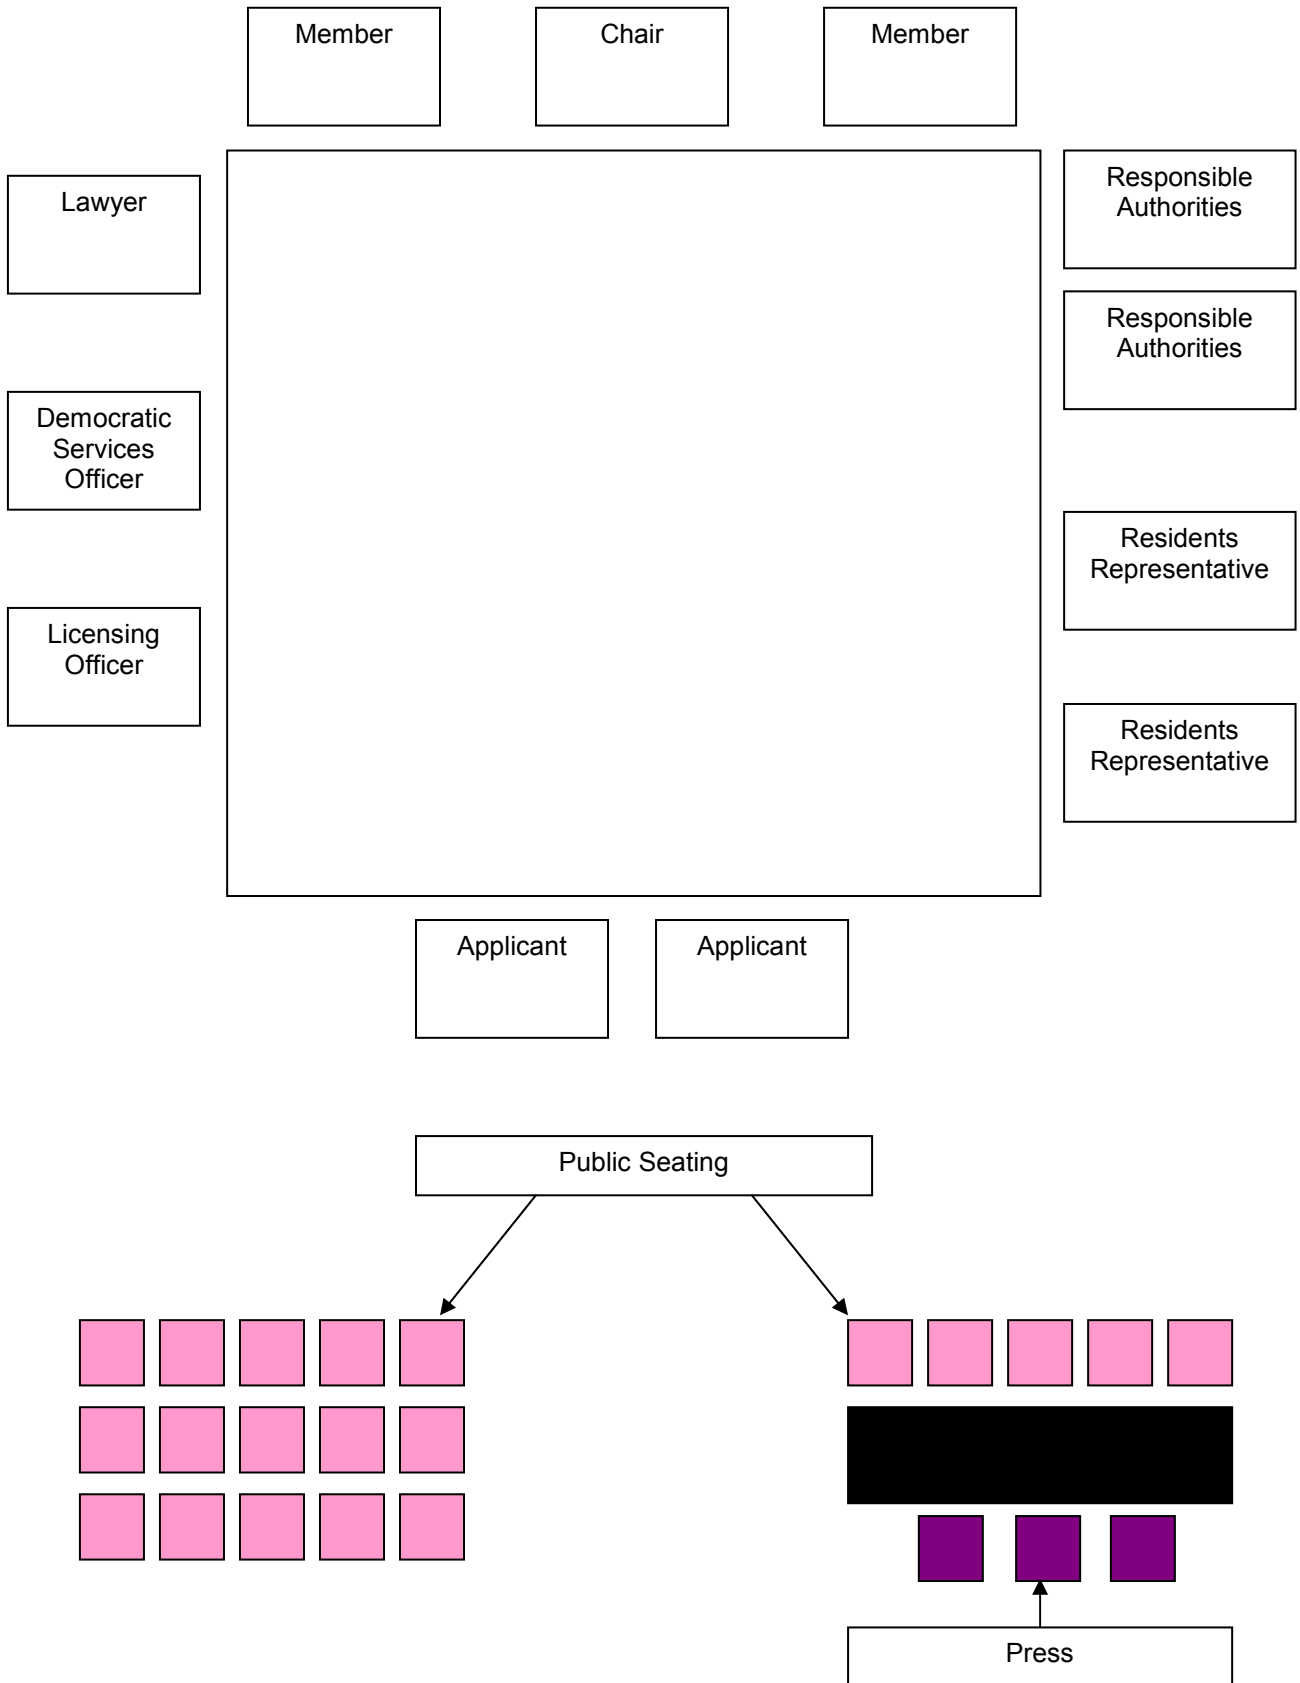 Member
Chair
Member
Lawyer
Responsible
Authorities
Responsible
Authorities
Democratic
Services
Officer
Residents
Representative
Licensing
Officer
Residents
Representative
Applicant
Applicant
Public Seating
Press